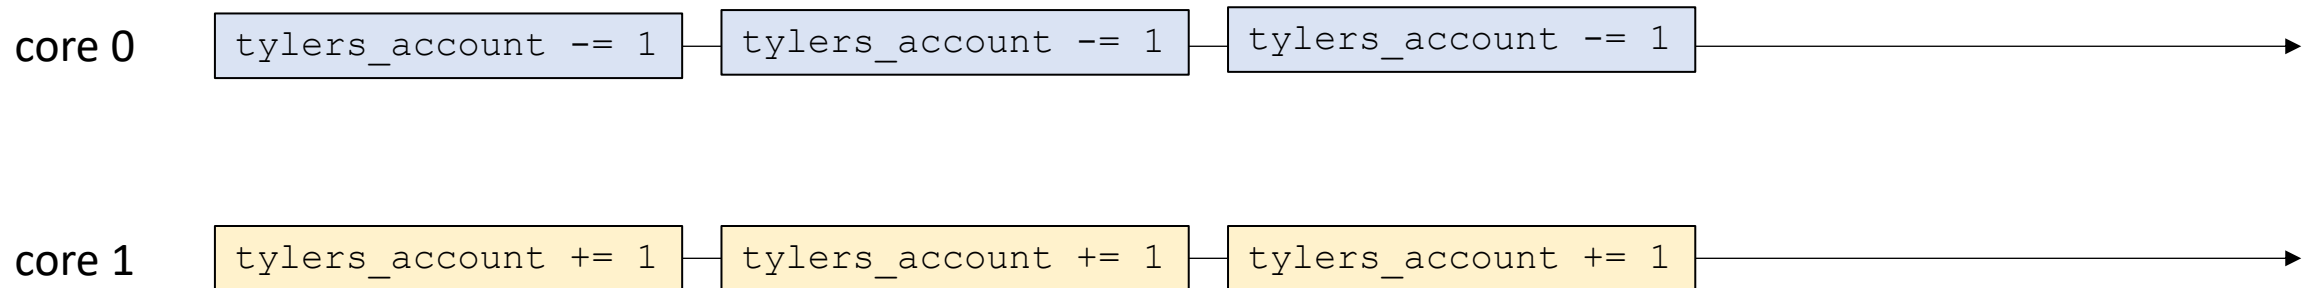 core 0 tylers_account -= 1 tylers_account -= 1 tylers_account -= 1
core 1 tylers_account += 1 tylers_account += 1 tylers_account += 1